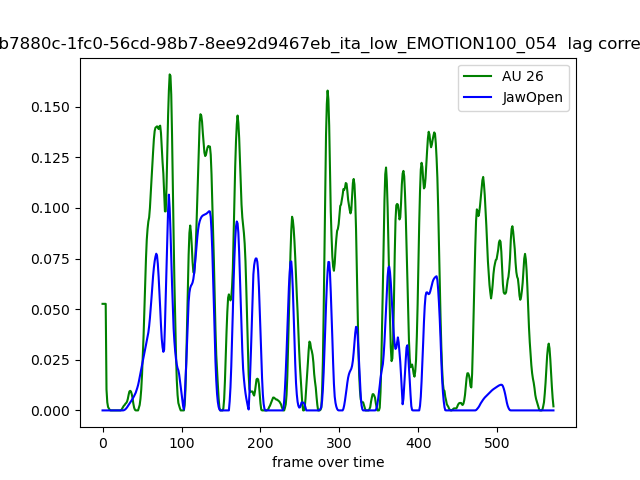 b7880c-1fc0-56cd-98b7-8ee92d9467eb_ita_low_EMOTION100_054 lag corre
AU 26
JawOpen
0.150
0.125
0.100
0.075
0.050
0.025
0.000
0 100 200 300 400 500
frame over time